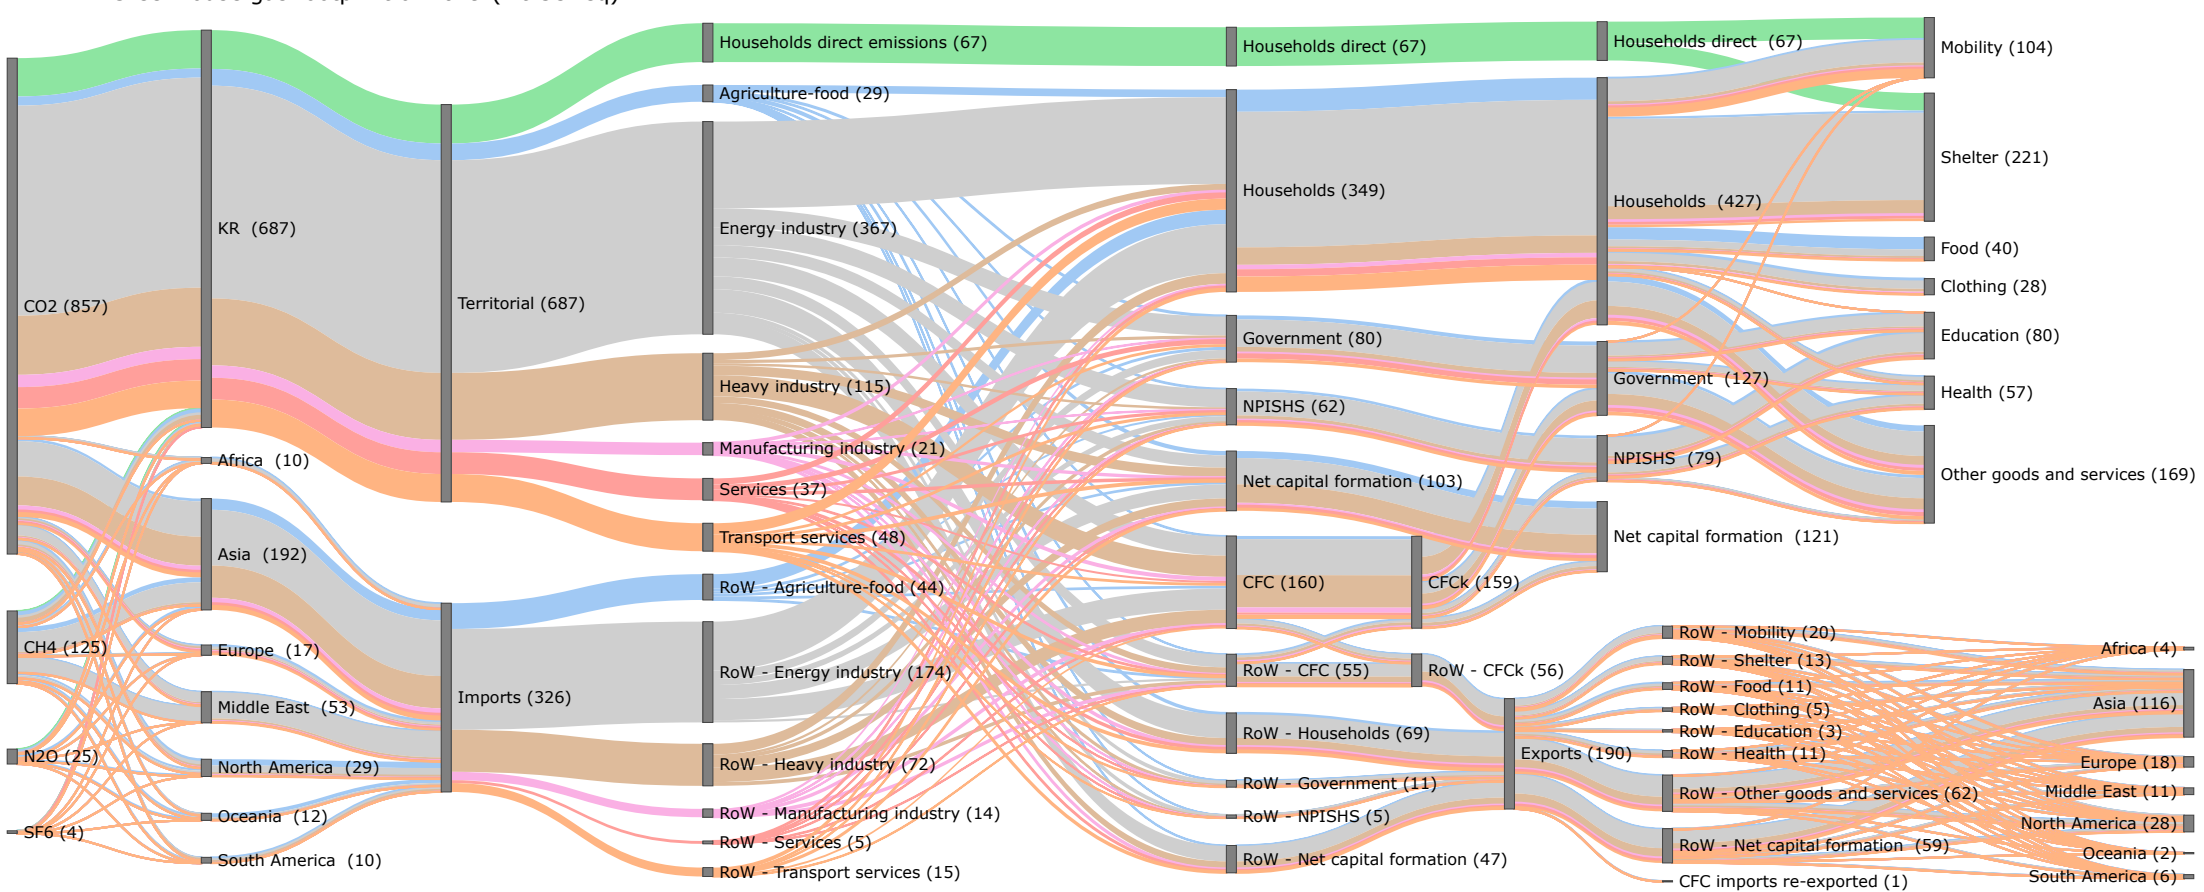 CO2 (857)
CH4 (125)
N2O (25)
SF6 (4)
KR (687)
Africa (10)
Asia (192)
Europe (17)
Middle East (53)
North America (29)
Oceania (12)
South America (10)
Territorial (687)
Imports (326)
Households direct emissions (67)
Agriculture-food (29)
Energy industry (367)
Heavy industry (115)
Manufacturing industry (21)
Services (37)
Transport services (48)
RoW - Agriculture-food (44)
RoW - Energy industry (174)
RoW - Heavy industry (72)
RoW - Manufacturing industry (14)
RoW - Services (5)
RoW - Transport services (15)
Households direct (67)
Households (349)
Government (80)
NPISHS (62)
Net capital formation (103)
CFC (160)
RoW - CFC (55)
RoW - Households (69)
RoW - Government (11)
RoW - NPISHS (5)
RoW - Net capital formation (47)
CFCk (159)
RoW - CFCk (56)
Exports (190)
Households direct (67)
Households (427)
Government (127)
NPISHS (79)
Net capital formation (121)
RoW - Mobility (20)
RoW - Shelter (13)
RoW - Food (11)
RoW - Clothing (5)
RoW - Education (3)
RoW - Health (11)
RoW - Other goods and services (62)
RoW - Net capital formation (59)
CFC imports re-exported (1)
Mobility (104)
Shelter (221)
Food (40)
Clothing (28)
Education (80)
Health (57)
Other goods and services (169)
Africa (4)
Asia (116)
Europe (18)
Middle East (11)
North America (28)
Oceania (2)
South America (6)